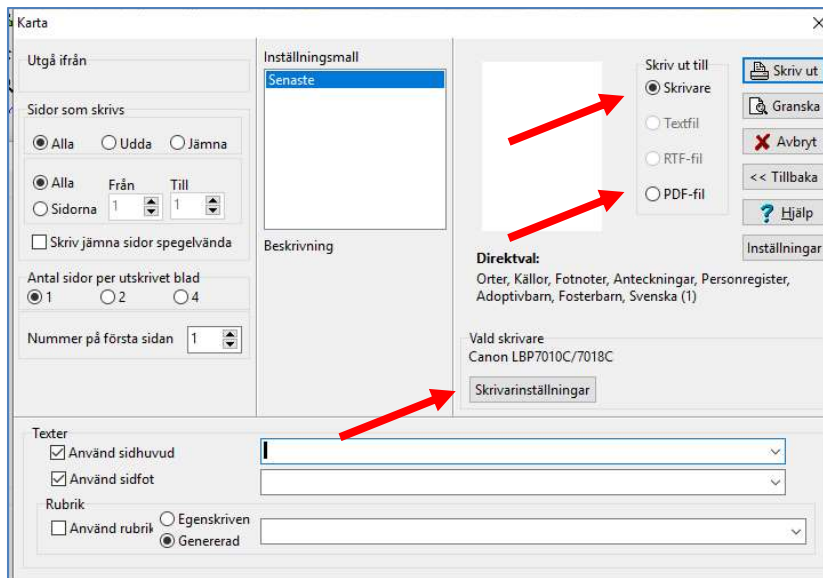 Karta
Utgå ifrån
Sidor som skrivs
Alla Udda Jämna
Alla Från Till
Sidorna 1 1
Skriv jämna sidor spegelvända
Antal sidor per utskrivet blad
1 2 4
Nummer på första sidan 1
Inställningsmall
Senaste
Beskrivning
Skriv ut till
Skrivare
Textfil
RTF-fil
PDF-fil
Skriv ut
Granska
Avbryt
<< Tillbaka
Hjälp
Inställningar
Direktval:
Orter, Källor, Fotnoter, Anteckningar, Personregister,
Adoptivbarn, Fosterbarn, Svenska (1)
Vald skrivare
Canon LBP7010C/7018C
Skrivarinställningar
Texter
Använd sidhuvud
Använd sidfot
Rubrik
Använd rubrik
Egenskriven
Genererad